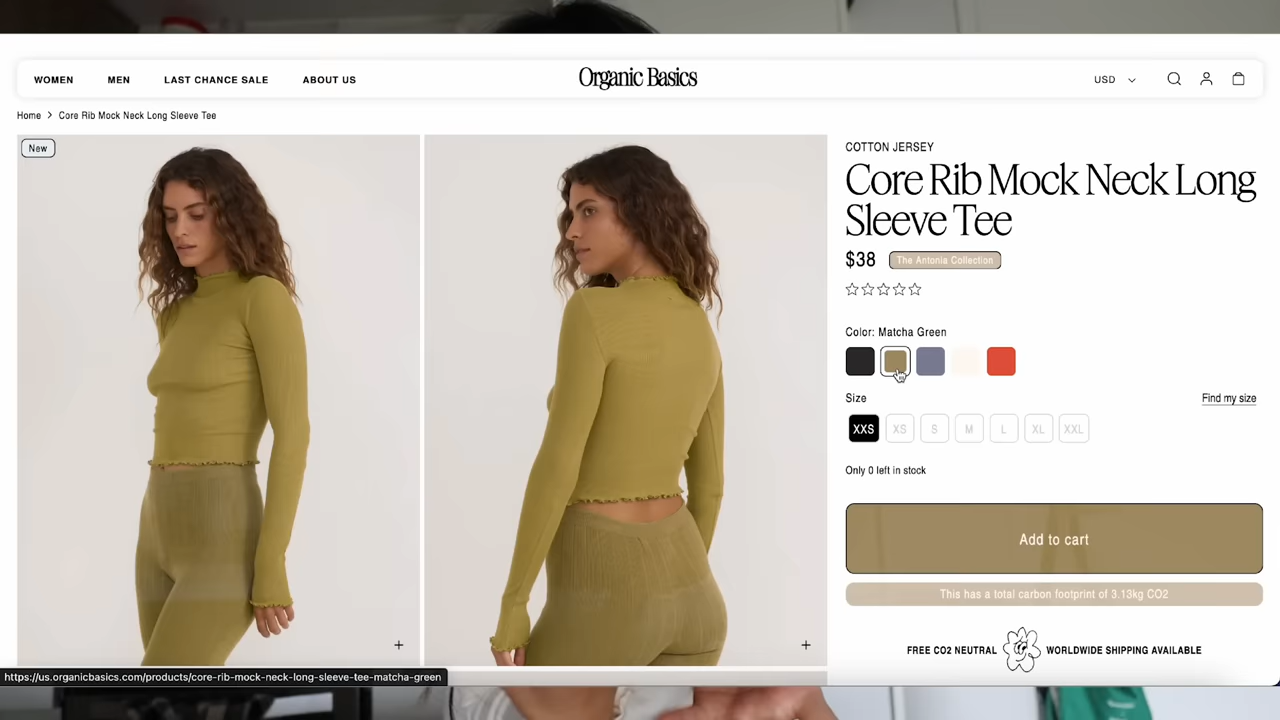 WOMEN
MEN
LAST CHANCE SALE
ABOUT US
Organic Basics
USD
Home > Core Rib Mock Neck Long Sleeve Tee
New
COTTON JERSEY
Core Rib Mock Neck Long
Sleeve Tee
$38
The Antonia Collection
Color: Matcha Green
Size
Find my size
XXS XS S M L XL XXL
Only 0 left in stock
Add to cart
This has a total carbon footprint of 3.13kg CO2
FREE CO2 NEUTRAL
WORLDWIDE SHIPPING AVAILABLE
https://us.organicbasics.com/products/core-rib-mock-neck-long-sleeve-tee-matcha-green